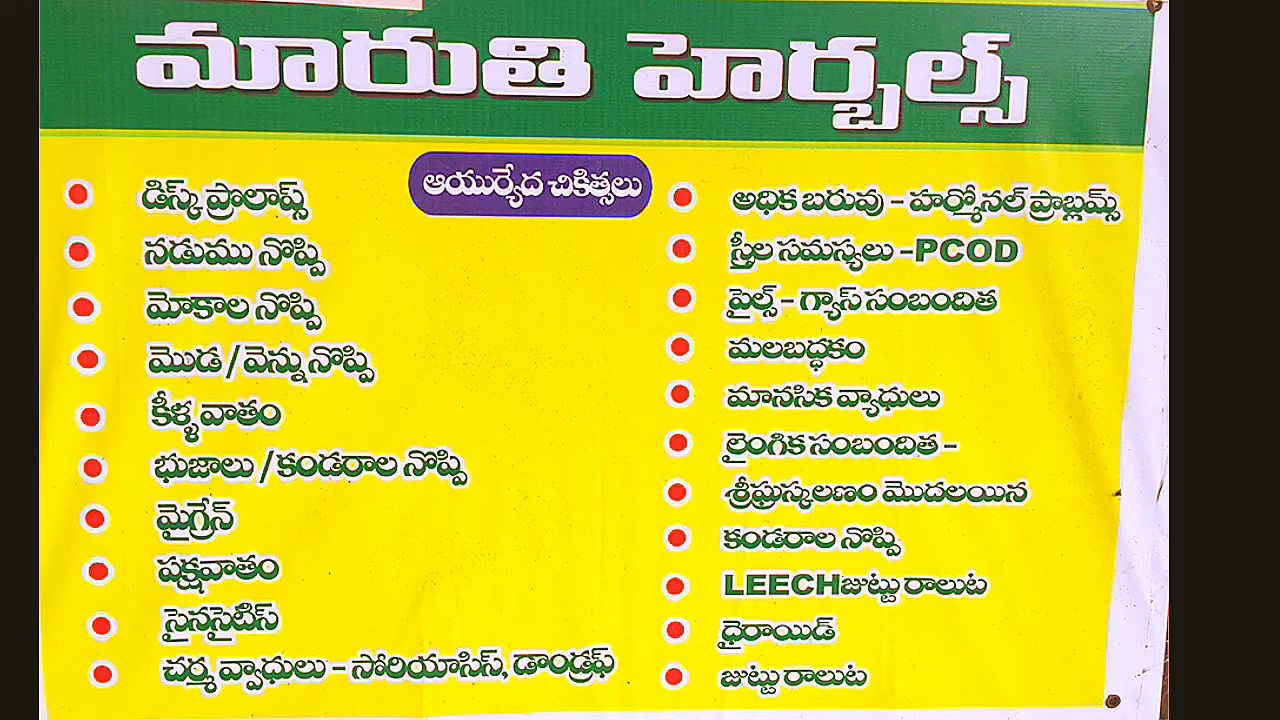 మారుతి హెర్బల్స్
ఆయుర్వేద చికిత్సలు
డిస్క్ ప్రొలాప్స్
నడుము నొప్పి
మోకాల నొప్పి
మెడ / వెన్ను నొప్పి
కీళ్ళ వాతం
భుజాలు / కండరాల నొప్పి
మైగ్రేన్
పక్షవాతం
సైనసైటిస్
చర్మ వ్యాధులు - సోరియాసిస్, డాండ్రఫ్
అధిక బరువు - హర్మోనల్ ప్రాబ్లమ్స్
స్త్రీల సమస్యలు -PCOD
పైల్స్ - గ్యాస్ సంబందిత
మలబద్ధకం
మానసిక వ్యాధులు
లైంగిక సంబందిత -
శ్రీఘ్రస్కలణం మొదలయిన
కండరాల నొప్పి
LEECHజుట్టు రాలుట
థైరాయిడ్
జుట్టు రాలుట